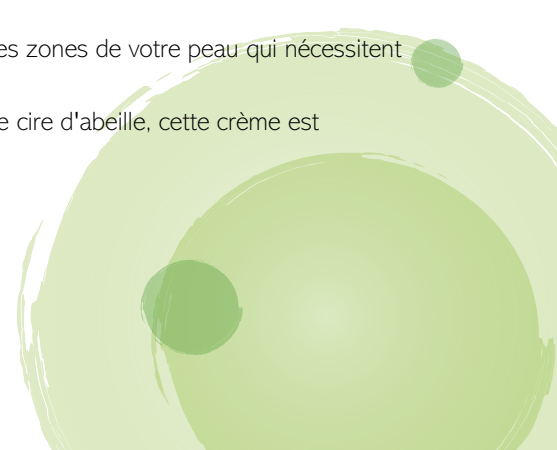 es zones de votre peau qui nécessitent
e cire d'abeille, cette crème est